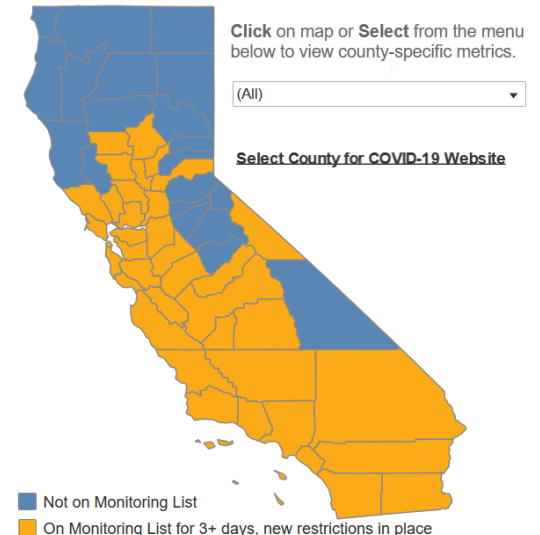 Click on map or Select from the menu
below to view county-specific metrics.
(All)
Select County for COVID-19 Website
Not on Monitoring List
On Monitoring List for 3+ days, new restrictions in place